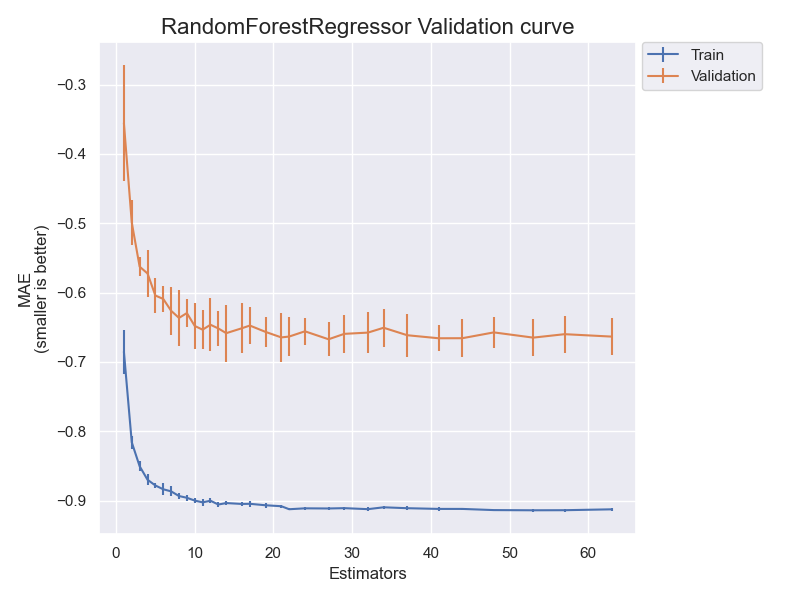 RandomForestRegressor Validation curve
Train
Validation
−0.3
−0.4
−0.5
−0.6
−0.7
−0.8
−0.9
MAE
(smaller is better)
0 10 20 30 40 50 60
Estimators